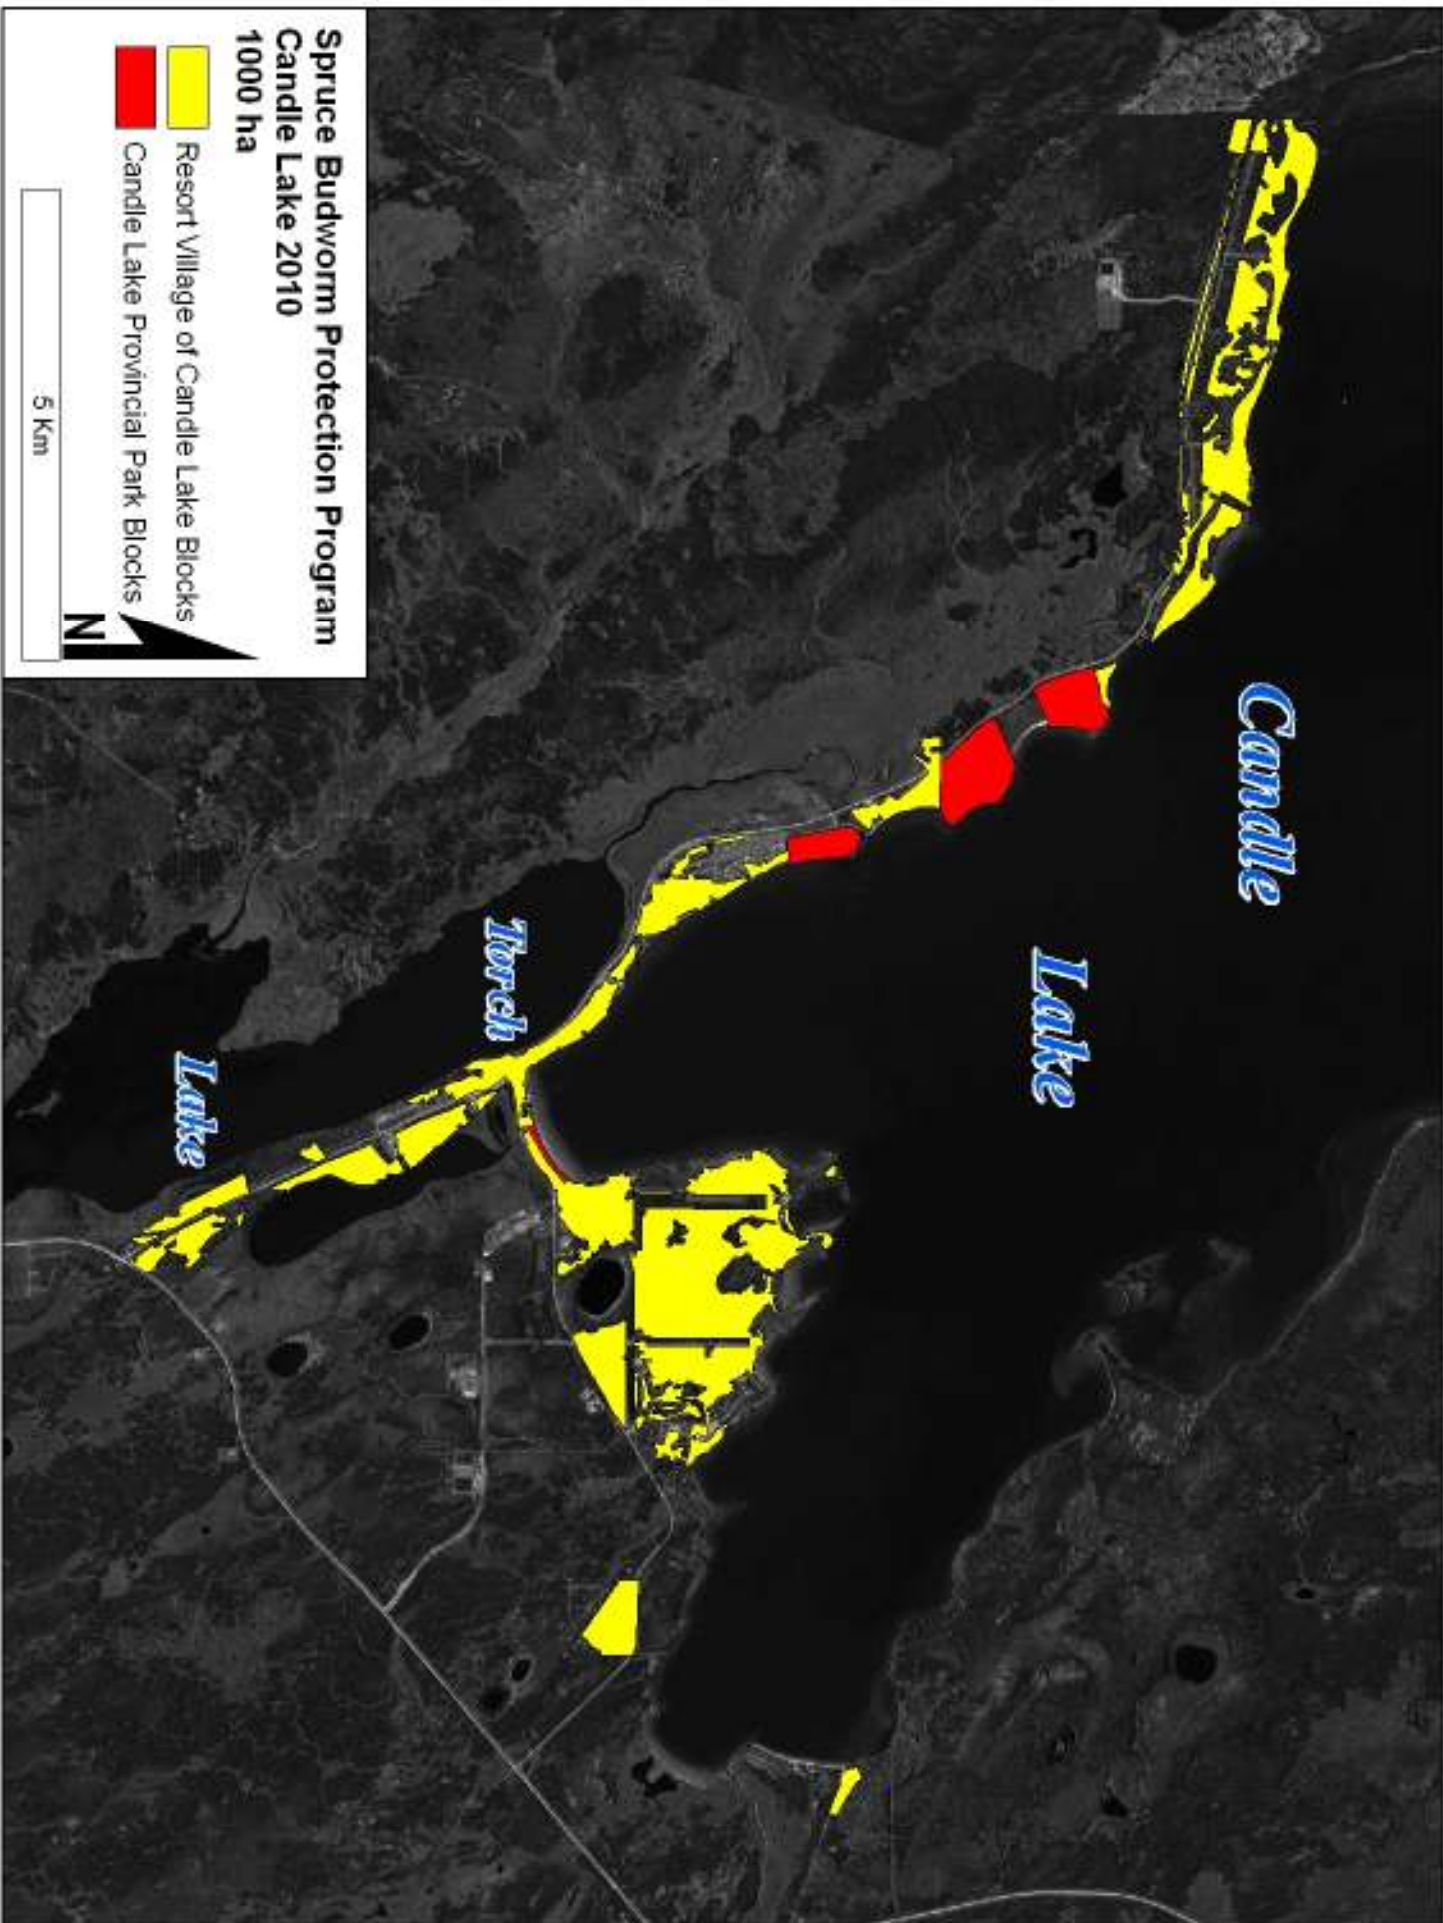 Candle
Lake
Torch
Lake
Spruce Budworm Protection Program
Candle Lake 2010
1000 ha
Resort Village of Candle Lake Blocks
Candle Lake Provincial Park Blocks
N
5 Km